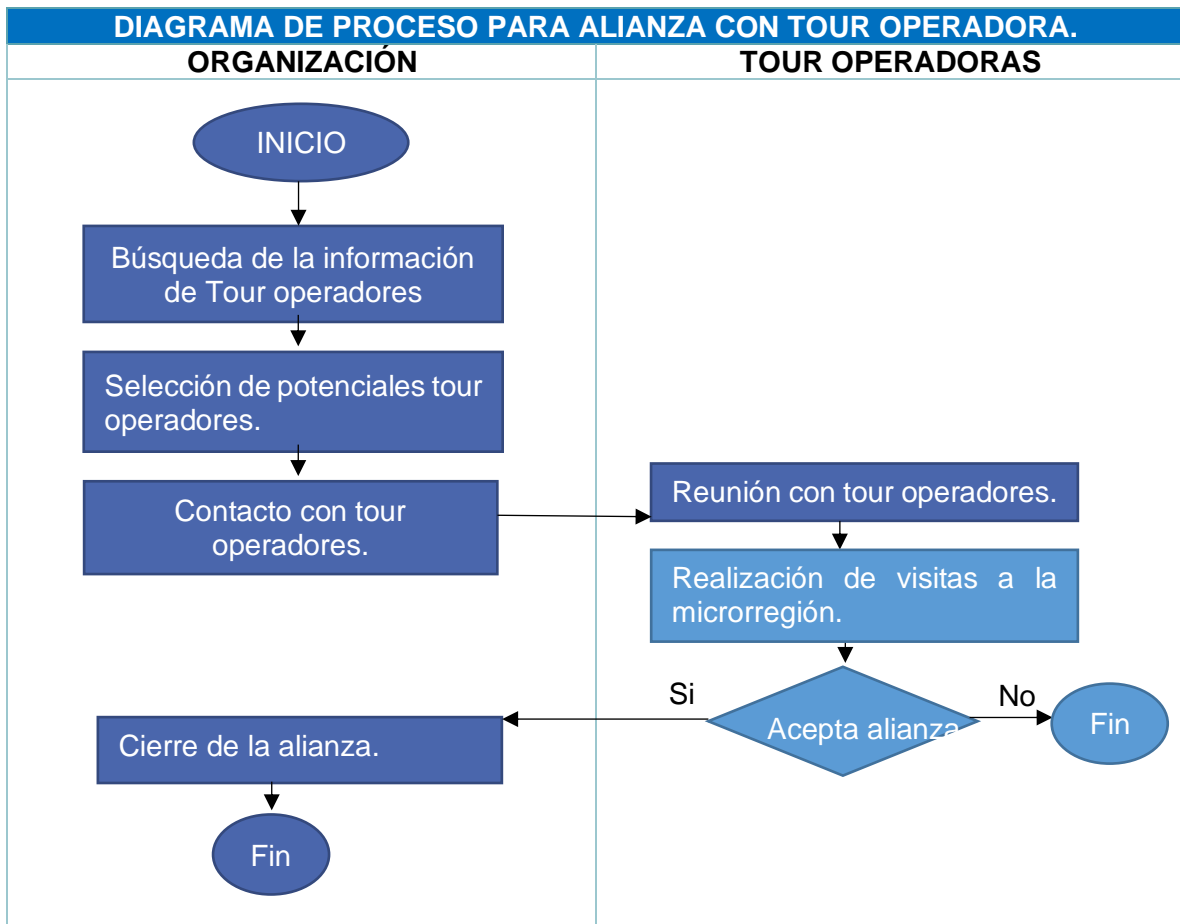 DIAGRAMA DE PROCESO PARA ALIANZA CON TOUR OPERADORA.
ORGANIZACIÓN
TOUR OPERADORAS
INICIO
Búsqueda de la información
de Tour operadores
Selección de potenciales tour
operadores.
Contacto con tour
operadores.
Reunión con tour operadores.
Realización de visitas a la
microrregión.
Acepta alianza
Si
No
Fin
Cierre de la alianza.
Fin